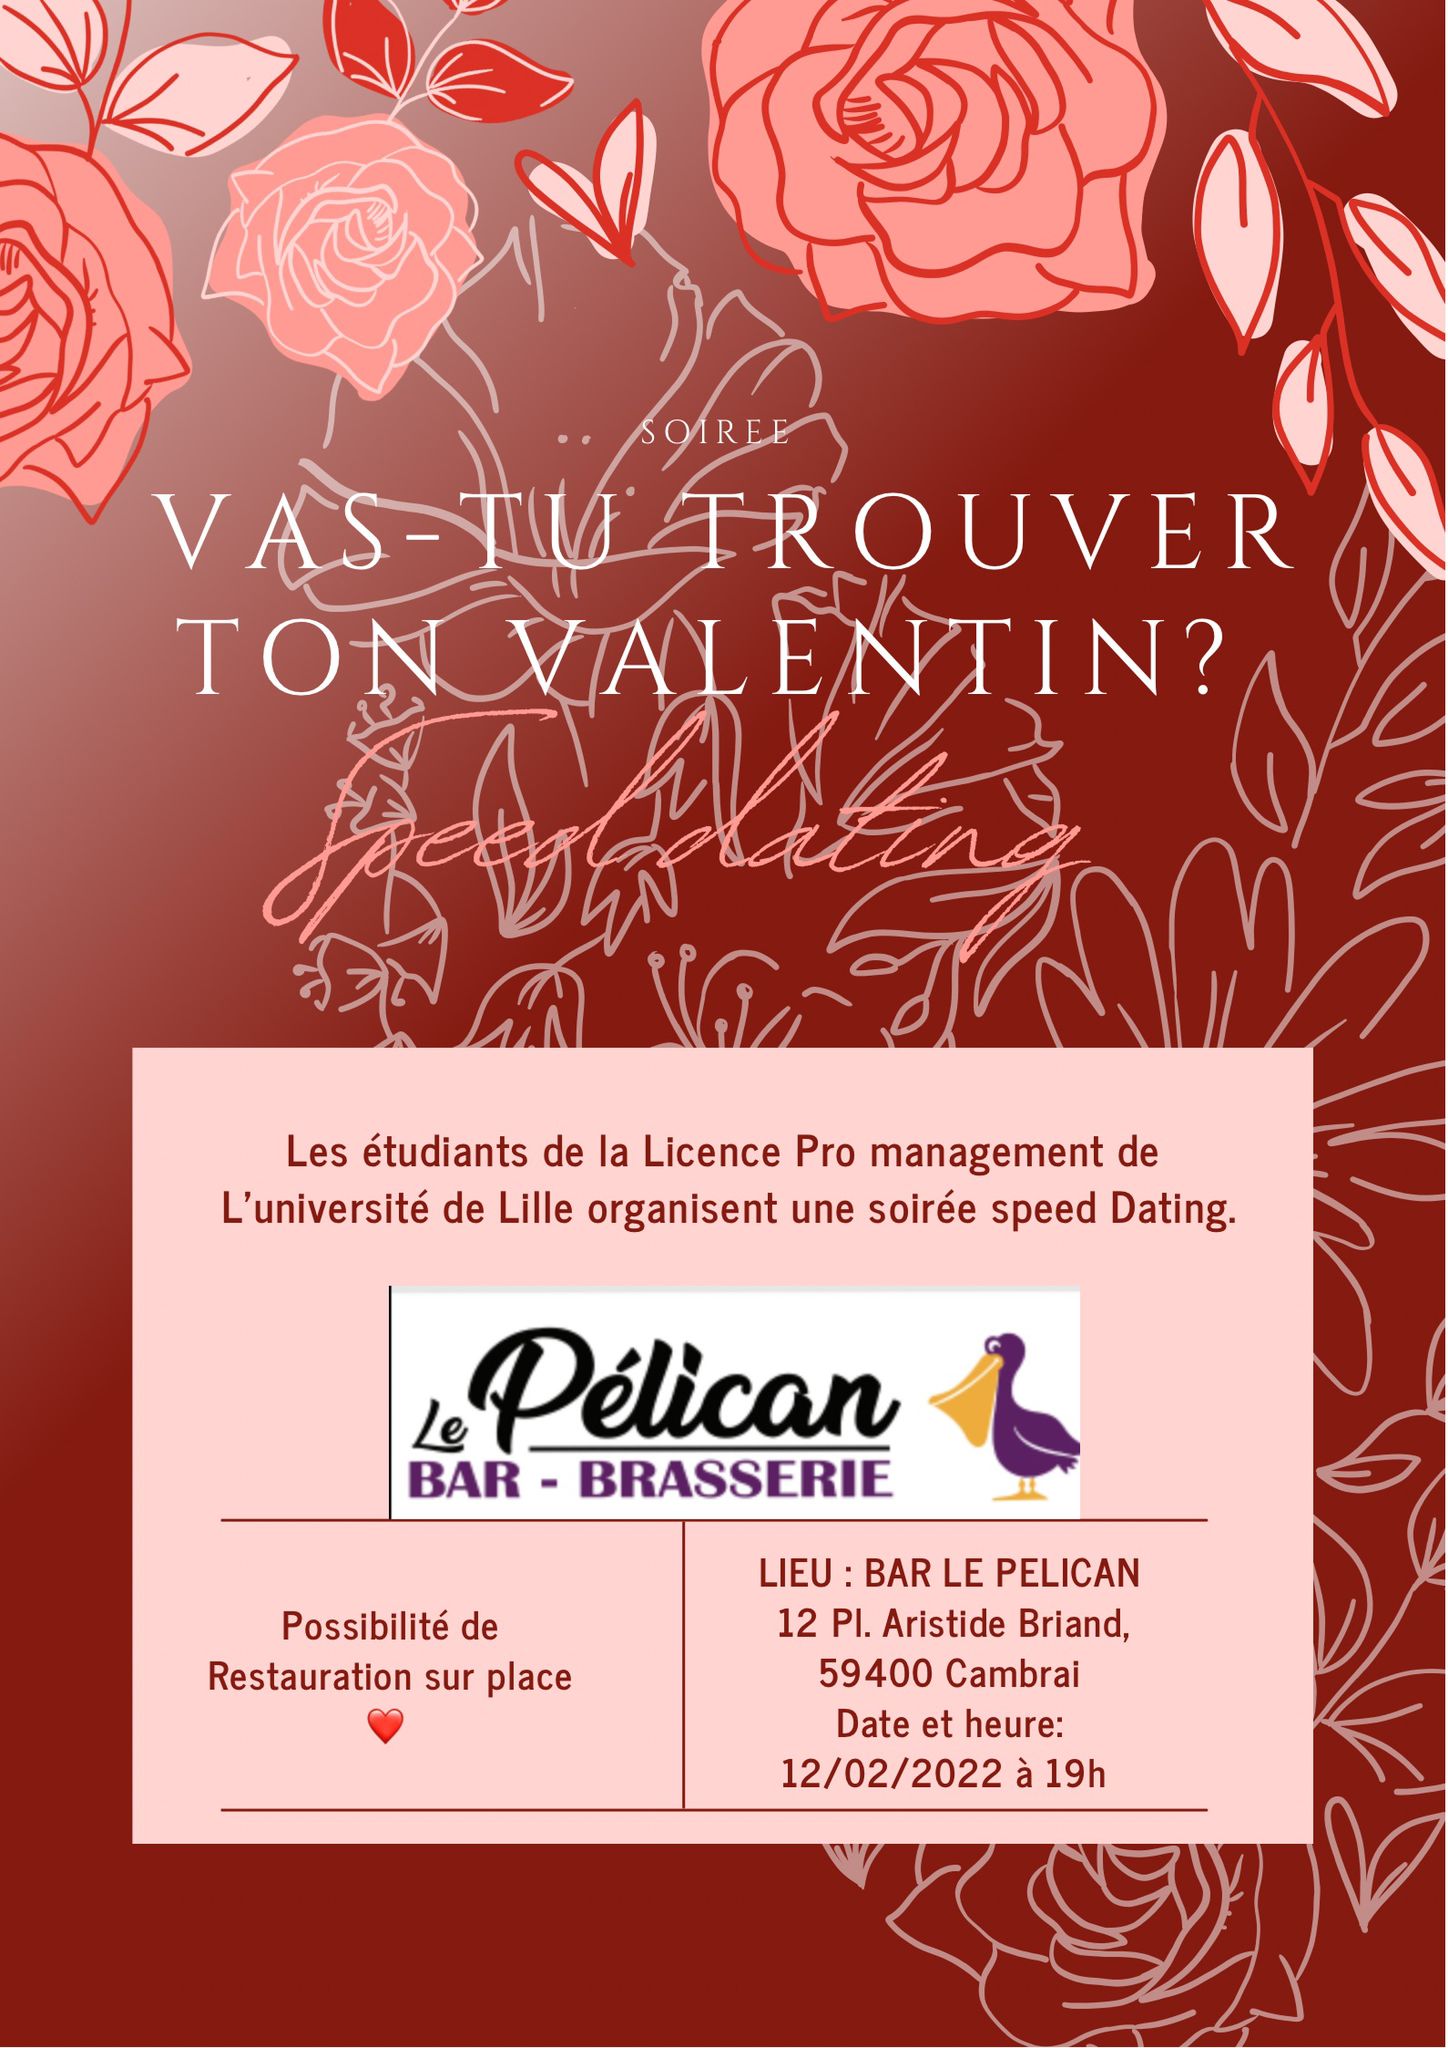 SOIREE
VAS-TU TROUVER
TON VALENTIN?
Speed dating
Les étudiants de la Licence Pro management de
L'université de Lille organisent une soirée speed Dating.
Le Pélican
BAR - BRASSERIE
Possibilité de
Restauration sur place
❤️
LIEU : BAR LE PELICAN
12 Pl. Aristide Briand,
59400 Cambrai
Date et heure:
12/02/2022 à 19h